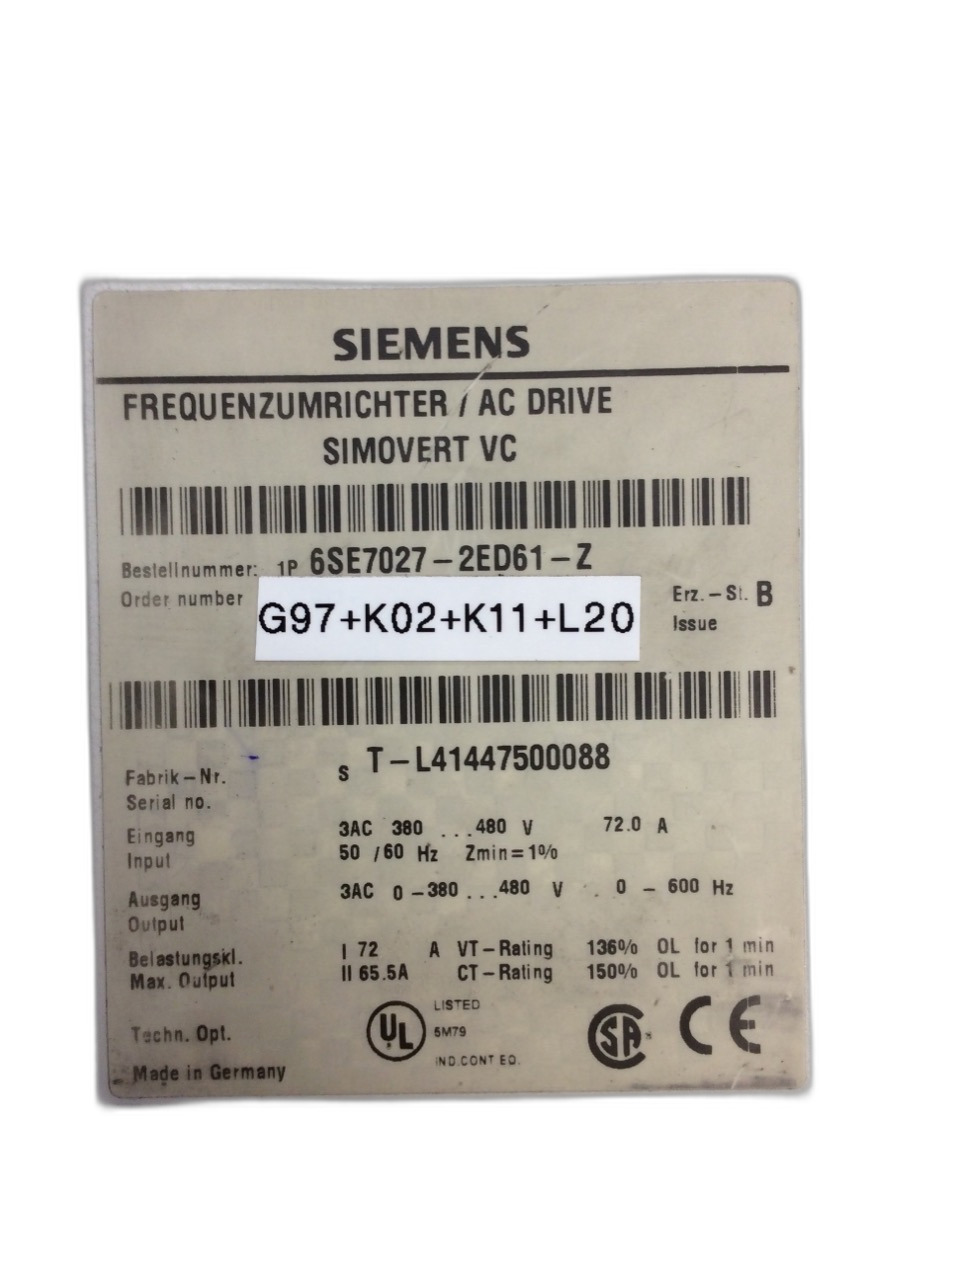 SIEMENS
FREQUENZUMRICHTER / AC DRIVE
SIMOVERT VC
Bestellnummer: 1P 6SE7027-2ED61-Z
Order number
G97+K02+K11+L20
Erz.-St. B
Issue
Fabrik-Nr. S T-L41447500088
Serial no.
Eingang 3AC 380 ...480 V 72.0 A
Input 50 /60 Hz Zmin=1%
Ausgang 3AC 0-380 ...480 V . 0 - 600 Hz
Output
Belastungskl. I 72 A VT-Rating 136% OL for 1 min
Max. Output II 65.5A CT-Rating 150% OL for 1 min
Techn. Opt.
UL LISTED
5M79
IND.CONT EQ.
SA CE
Made in Germany